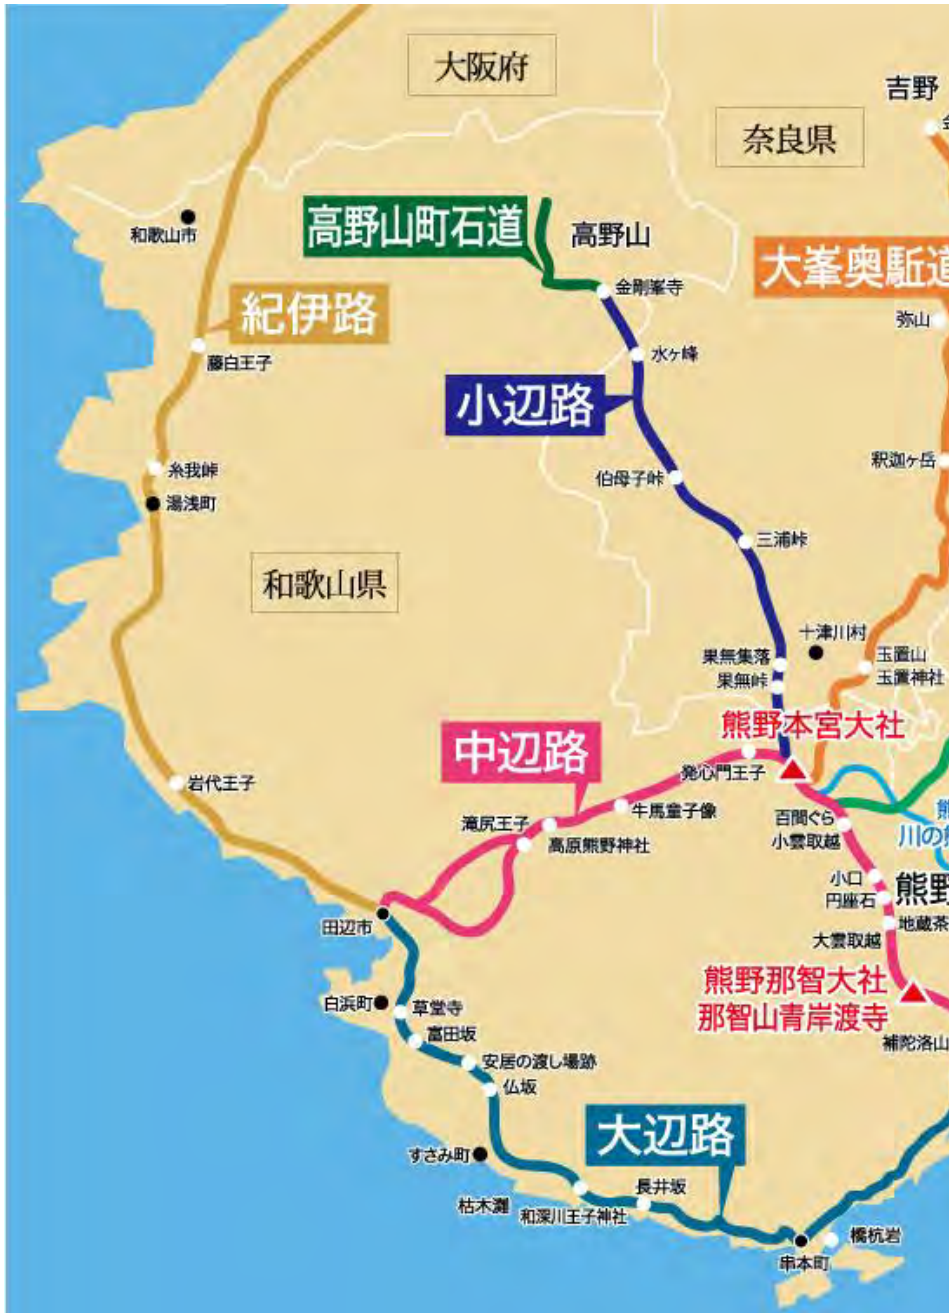 大阪府
吉野
奈良県
和歌山市
高野山町石道
高野山
大峯奥駈道
金剛峯寺
紀伊路
弥山
藤白王子
水ヶ峰
小辺路
糸我峠
釈迦ヶ岳
伯母子峠
湯浅町
三浦峠
和歌山県
十津川村
果無集落
玉置山
果無峠
玉置神社
熊野本宮大社
中辺路
発心門王子
岩代王子
牛馬童子像
百間ぐら
滝尻王子
小雲取越
川の
高原熊野神社
小口
熊野
円座石
田辺市
地蔵茶
大雲取越
熊野那智大社
那智山青岸渡寺
白浜町
草堂寺
富田坂
補陀洛山
安居の渡し場跡
仏坂
大辺路
すさみ町
長井坂
枯木灘
和深川王子神社
橋杭岩
串本町